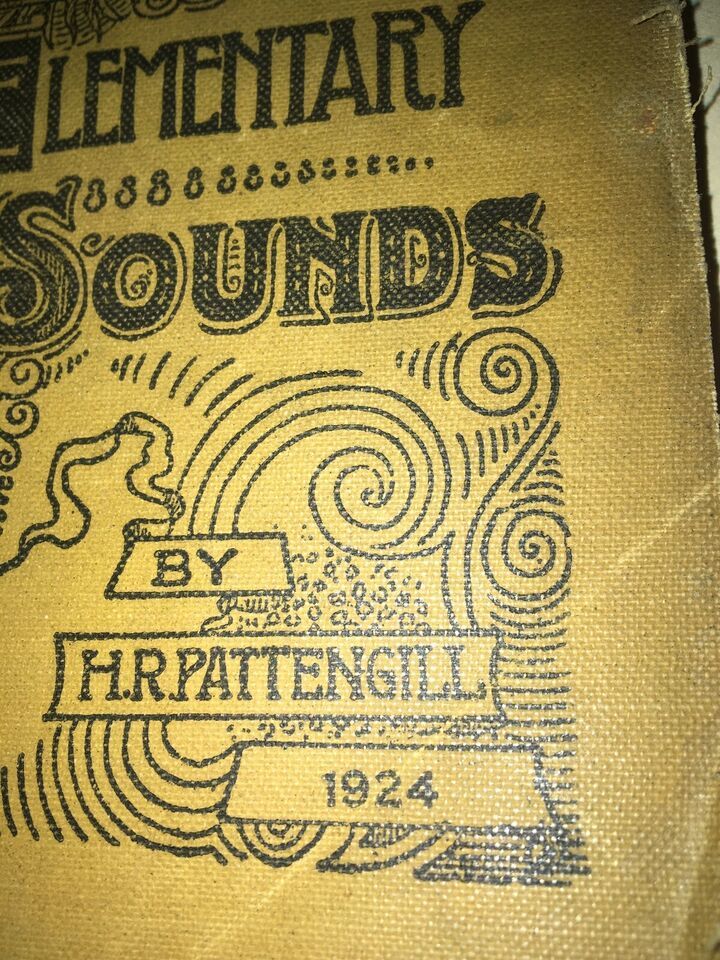 ELEMENTARY
SOUNDS
BY
H.R.PATTENGILL
1924